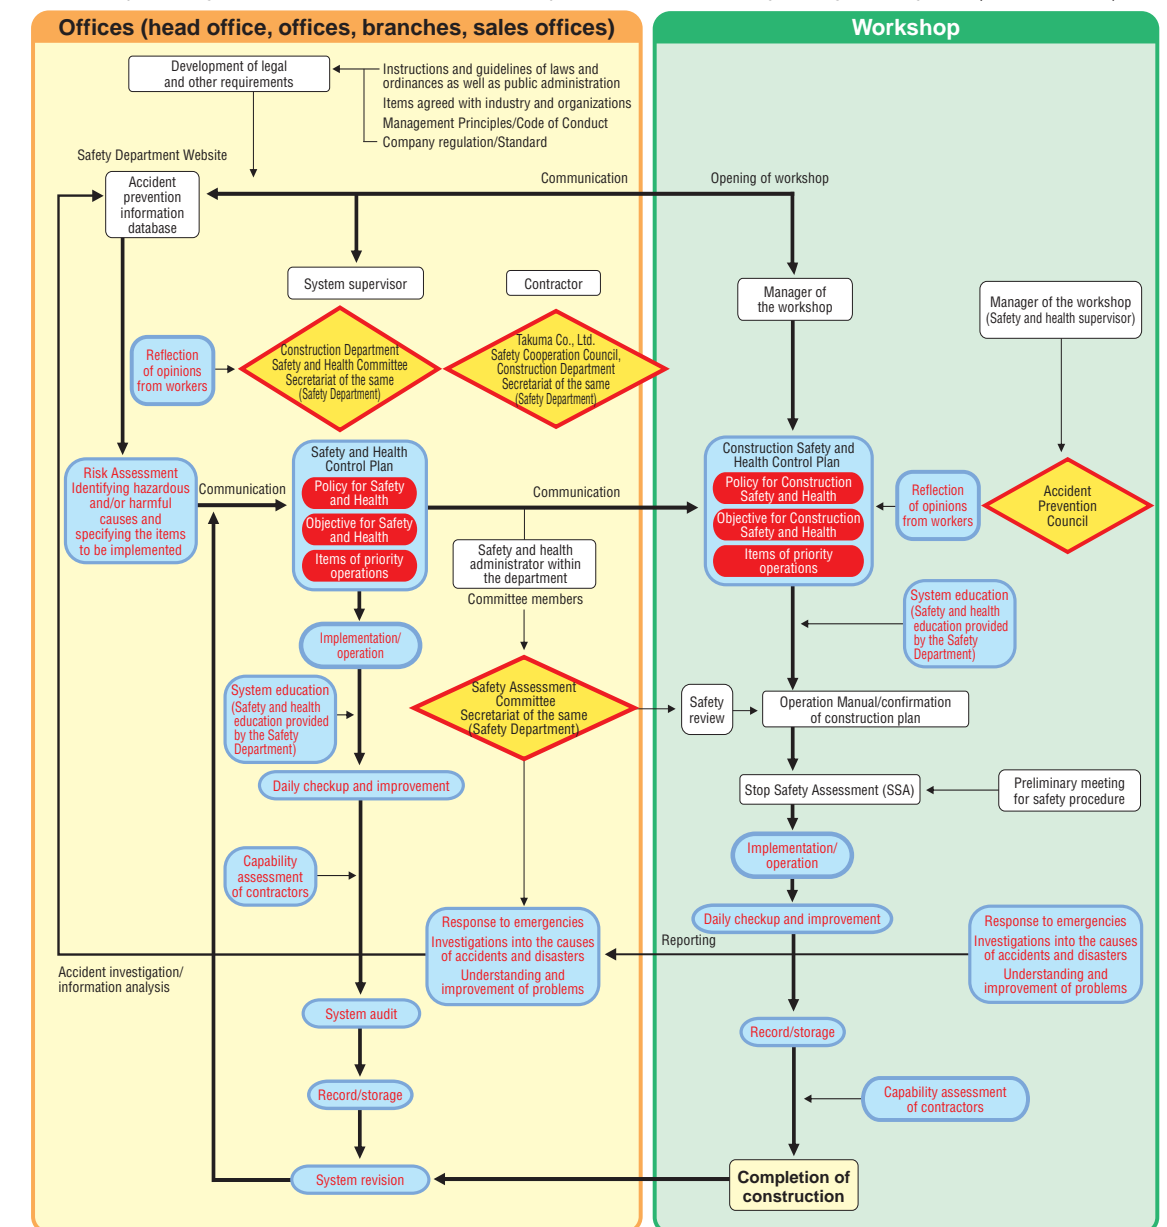 Offices (head office, offices, branches, sales offices)
Workshop
Development of legal
and other requirements
Instructions and guidelines of laws and
ordinances as well as public administration
Items agreed with industry and organizations
Management Principles/Code of Conduct
Company regulation/Standard
Safety Department Website
Communication
Opening of workshop
Accident
prevention
information
database
System supervisor
Contractor
Manager of
the workshop
Manager of the workshop
(Safety and health supervisor)
Reflection
of opinions
from workers
Construction Department
Safety and Health Committee
Secretariat of the same
(Safety Department)
Takuma Co., Ltd.
Safety Cooperation Council,
Construction Department
Secretariat of the same
(Safety Department)
Risk Assessment
Identifying hazardous
and/or harmful
causes and
specifying the items
to be implemented
Communication
Safety and Health
Control Plan
Policy for Safety
and Health
Objective for Safety
and Health
Items of priority
operations
Communication
Construction Safety and
Health Control Plan
Policy for Construction
Safety and Health
Objective for Construction
Safety and Health
Items of priority
operations
Reflection
of opinions
from workers
Accident
Prevention
Council
Safety and health
administrator within
the department
Committee members
System education
(Safety and health
education provided
by the Safety
Department)
Implementation/
operation
System education
(Safety and health
education provided
by the Safety
Department)
Safety Assessment
Committee
Secretariat of the same
(Safety Department)
Safety
review
Operation Manual/confirmation
of construction plan
Daily checkup and improvement
Stop Safety Assessment (SSA)
Preliminary meeting
for safety procedure
Capability
assessment
of contractors
Implementation/
operation
Daily checkup and improvement
Response to emergencies
Investigations into the causes
of accidents and disasters
Understanding and
improvement of problems
Reporting
Response to emergencies
Investigations into the causes
of accidents and disasters
Understanding and
improvement of problems
Accident investigation/
information analysis
System audit
Record/storage
Record/storage
Capability assessment
of contractors
System revision
Completion of
construction